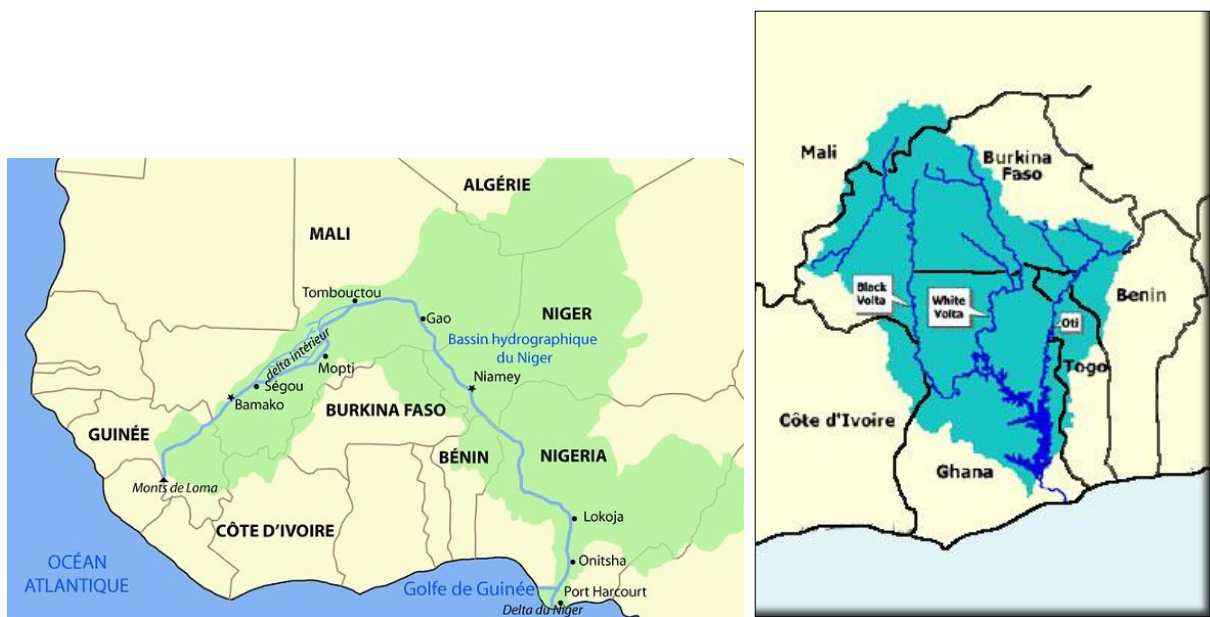 ALGÉRIE
MALI
Tombouctou
Gao
NIGER
delta intérieur
Bassin hydrographique
du Niger
Mopti
Ségou
Niamey
Bamako
BURKINA FASO
GUINÉE
BÉNIN
NIGERIA
Monts de Loma
Lokoja
CÔTE D'IVOIRE
OCÉAN
ATLANTIQUE
Onitsha
Golfe de Guinée
Port Harcourt
Delta du Niger
Mali
Burkina
Faso
Black
Volta
White
Volta
Benin
Oti
Togo
Côte d'Ivoire
Ghana